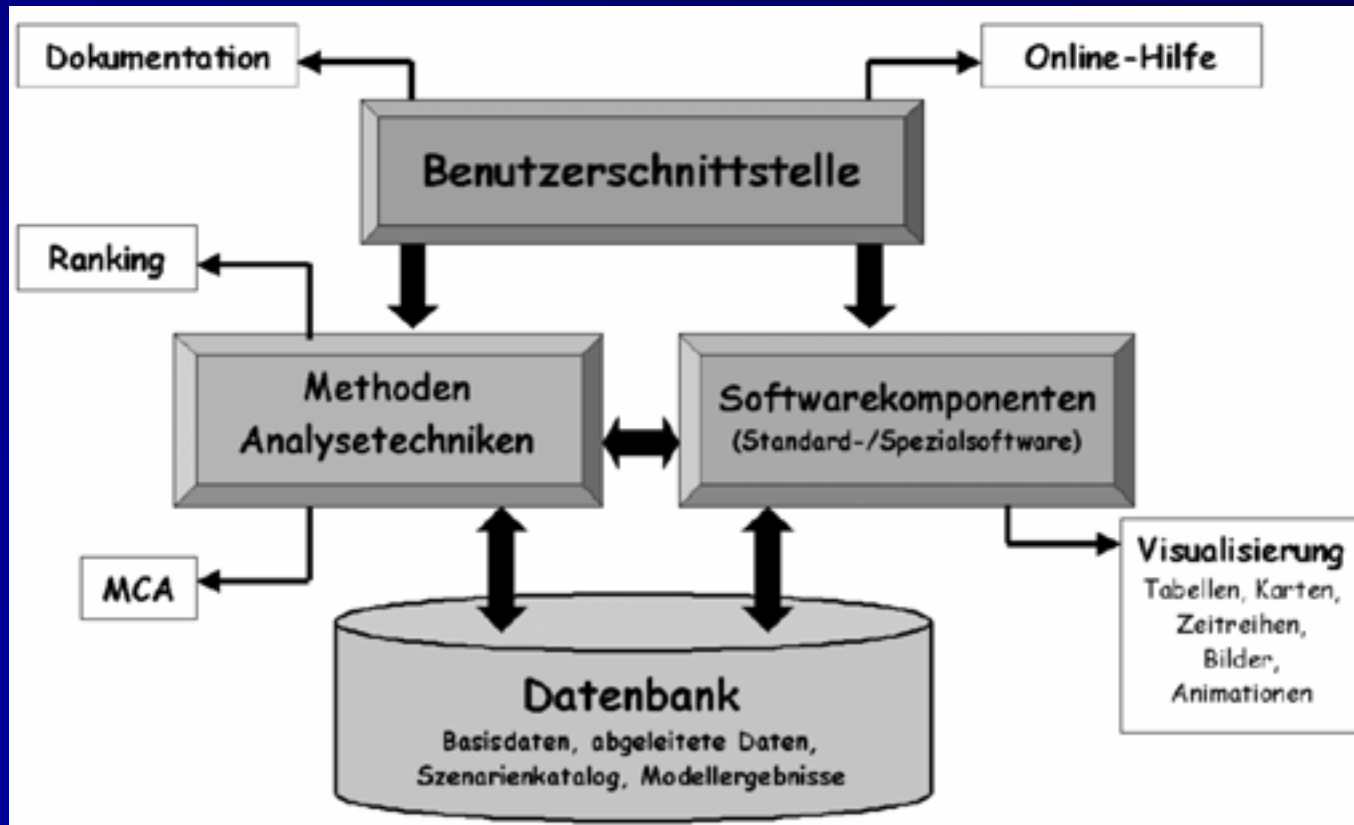 Dokumentation
Online-Hilfe
Benutzerschnittstelle
Ranking
Methoden
Analysetechniken
Softwarekomponenten
(Standard-/Spezialsoftware)
MCA
Visualisierung
Tabellen, Karten,
Zeitreihen,
Bilder,
Animationen
Datenbank
Basisdaten, abgeleitete Daten,
Szenarienkatalog, Modellergebnisse